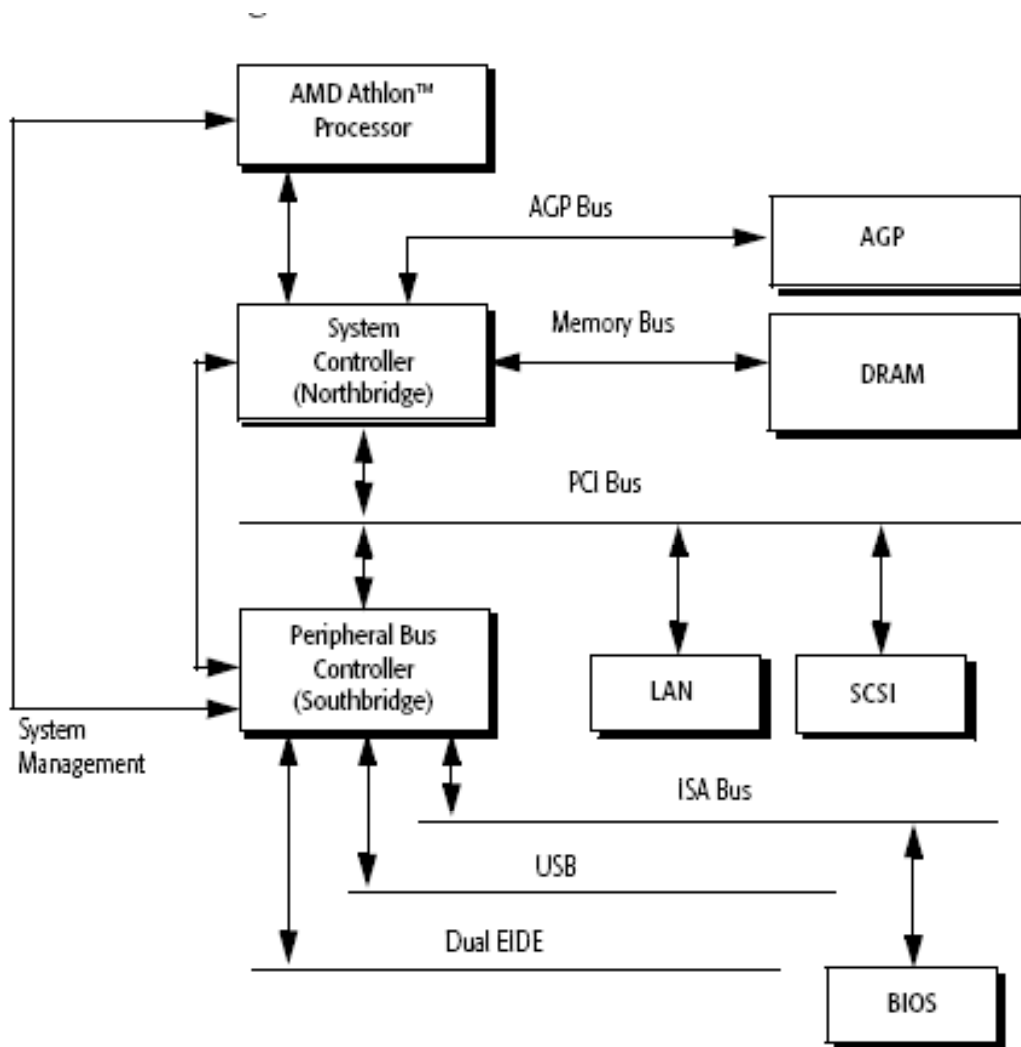 AMD Athlon™
Processor
AGP Bus
AGP
System
Controller
(Northbridge)
Memory Bus
DRAM
PCI Bus
Peripheral Bus
Controller
(Southbridge)
LAN
SCSI
System
Management
ISA Bus
USB
Dual EIDE
BIOS